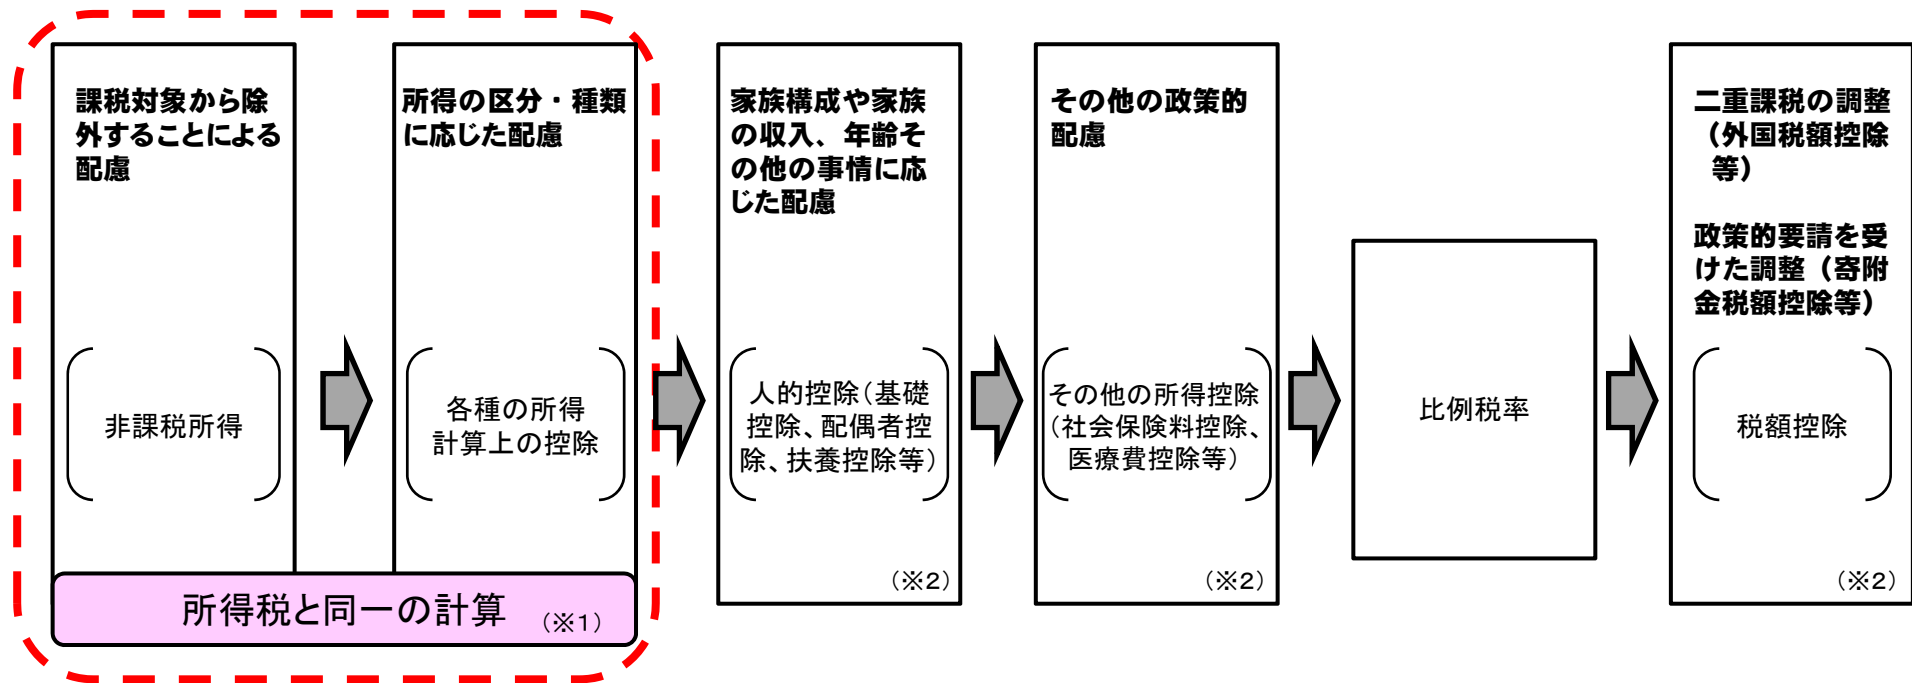 課税対象から除
外することによる
配慮
非課税所得
所得の区分・種類
に応じた配慮
各種の所得
計算上の控除
所得税と同一の計算 (※1)
家族構成や家族
の収入、年齢そ
の他の事情に応
じた配慮
人的控除(基礎
控除、配偶者控
除、扶養控除等)
(※2)
その他の政策的
配慮
その他の所得控除
(社会保険料控除、
医療費控除等)
(※2)
比例税率
二重課税の調整
(外国税額控除
等)
政策的要請を受
けた調整(寄附
金税額控除等)
税額控除
(※2)